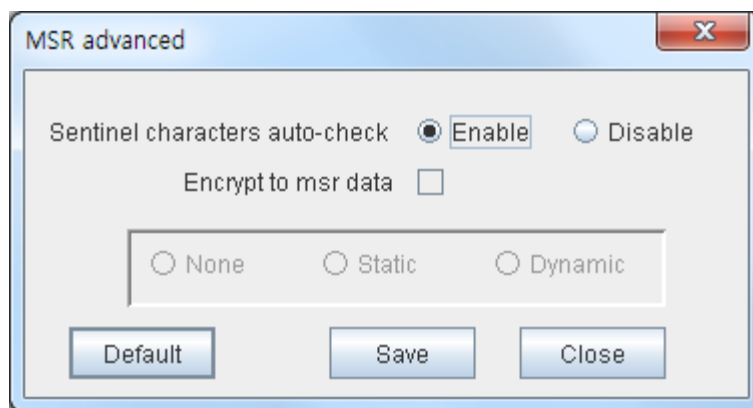 MSR advanced
Sentinel characters auto-check Enable Disable
Encrypt to msr data
None Static Dynamic
Default Save Close